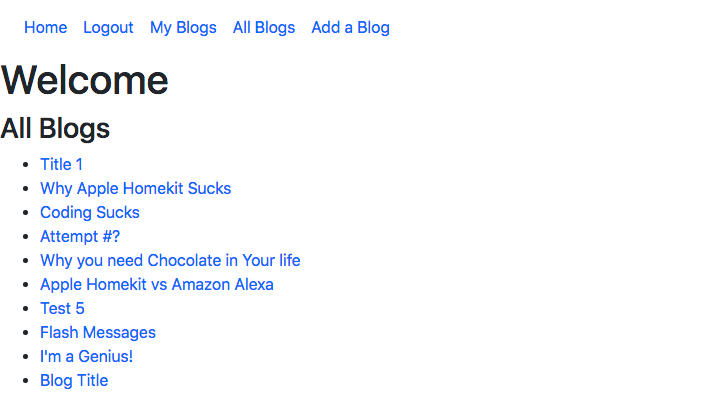 Home Logout My Blogs All Blogs Add a Blog
Welcome
All Blogs
Title 1
Why Apple Homekit Sucks
Coding Sucks
Attempt #?
Why you need Chocolate in Your life
Apple Homekit vs Amazon Alexa
Test 5
Flash Messages
I'm a Genius!
Blog Title